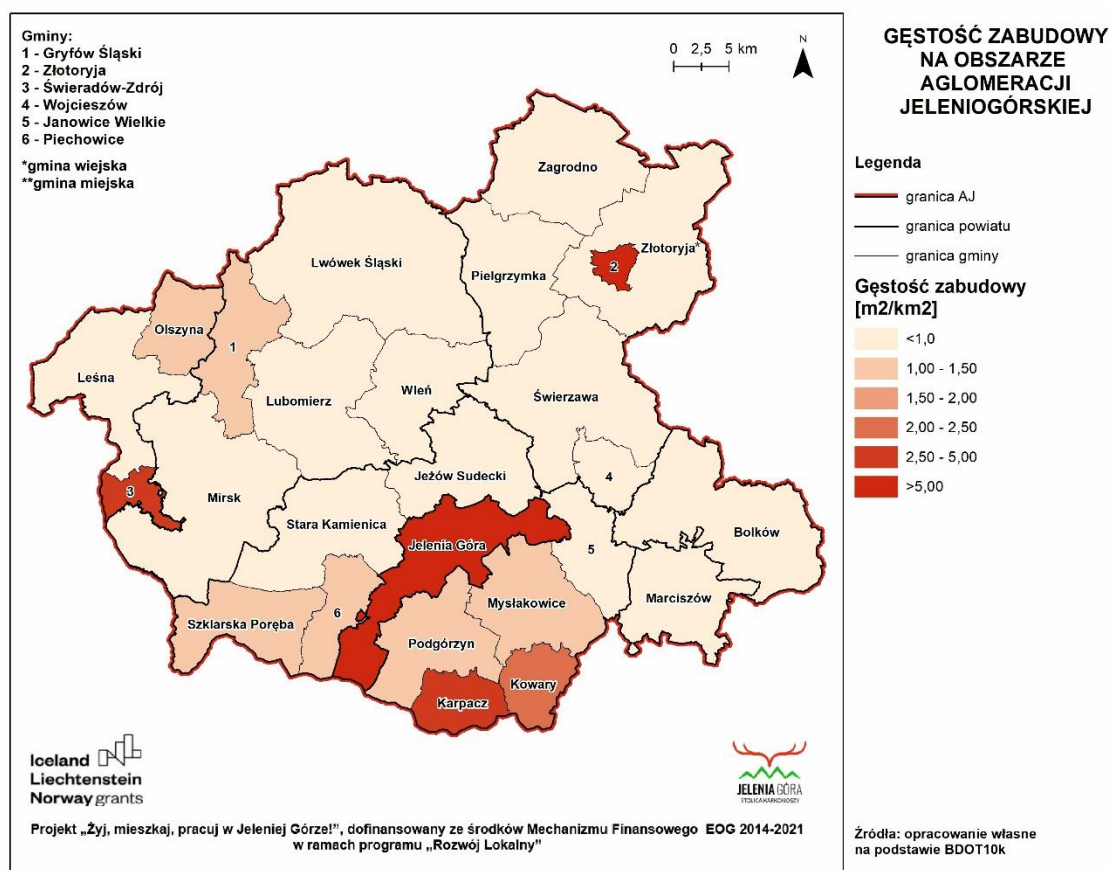 Gminy:
1 - Gryfów Śląski
2 - Złotoryja
3 - Świeradów-Zdrój
4 - Wojcieszów
5 - Janowice Wielkie
6 - Piechowice
*gmina wiejska
**gmina miejska
0 2,5 5 km
N
GĘSTOŚĆ ZABUDOWY
NA OBSZARZE
AGLOMERACJI
JELENIOGÓRSKIEJ
Legenda
granica AJ
granica powiatu
granica gminy
Gęstość zabudowy
[m2/km2]
<1,0
1,00 - 1,50
1,50 - 2,00
2,00 - 2,50
2,50 - 5,00
>5,00
Zagrodno
Złotoryja*
2
Lwówek Śląski
Pielgrzymka
Olszyna
1
Leśna
Lubomierz
Wleń
Świerzawa
Jeżów Sudecki
4
3
Mirsk
Stara Kamienica
Bolków
Jelenia Góra
5
Marciszów
Mysłakowice
6
Szklarska Poręba
Podgórzyn
Kowary
Karpacz
Iceland
Liechtenstein
Norway grants
JELENIA GÓRA
STOLICA KARKONOSZY
Projekt „Żyj, mieszkaj, pracuj w Jeleniej Górze!”, dofinansowany ze środków Mechanizmu Finansowego EOG 2014-2021
w ramach programu „Rozwój Lokalny”
Źródła: opracowanie własne
na podstawie BDOT10k